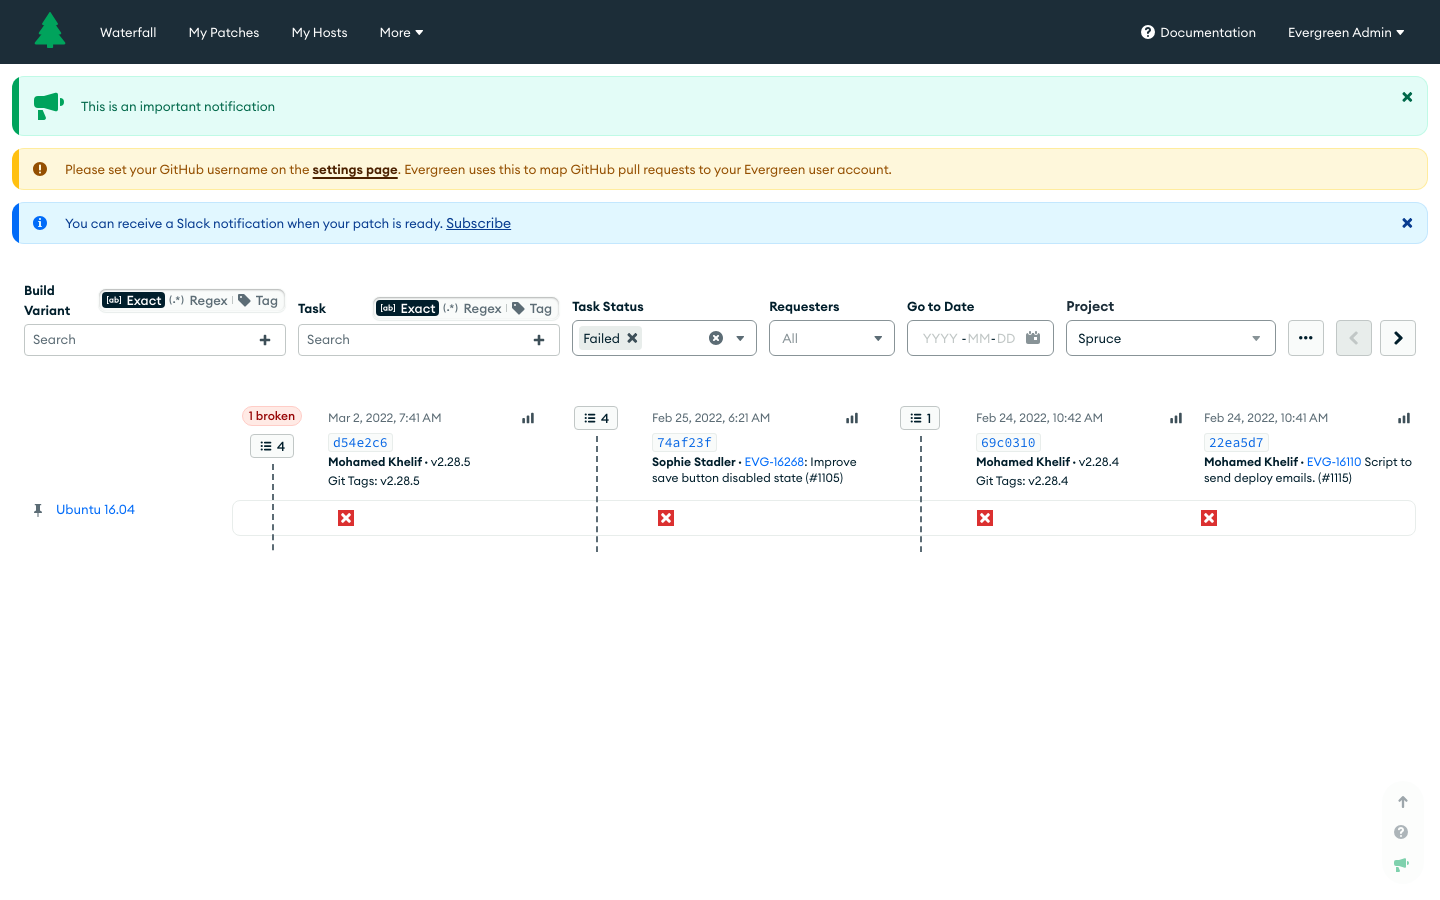 Waterfall My Patches My Hosts More Documentation Evergreen Admin
This is an important notification
Please set your GitHub username on the settings page. Evergreen uses this to map GitHub pull requests to your Evergreen user account.
You can receive a Slack notification when your patch is ready. Subscribe
Build
Variant
[ab] Exact (.*) Regex Tag
Search
Task
[ab] Exact (.*) Regex Tag
Search
Task Status
Failed
Requesters
All
Go to Date
YYYY -MM-DD
Project
Spruce
1 broken
4
Mar 2, 2022, 7:41 AM
d54e2c6
Mohamed Khelif · v2.28.5
Git Tags: v2.28.5
4
Feb 25, 2022, 6:21 AM
74af23f
Sophie Stadler · EVG-16268: Improve
save button disabled state (#1105)
1
Feb 24, 2022, 10:42 AM
69c0310
Mohamed Khelif · v2.28.4
Git Tags: v2.28.4
Feb 24, 2022, 10:41 AM
22ea5d7
Mohamed Khelif · EVG-16110 Script to
send deploy emails. (#1115)
Ubuntu 16.04